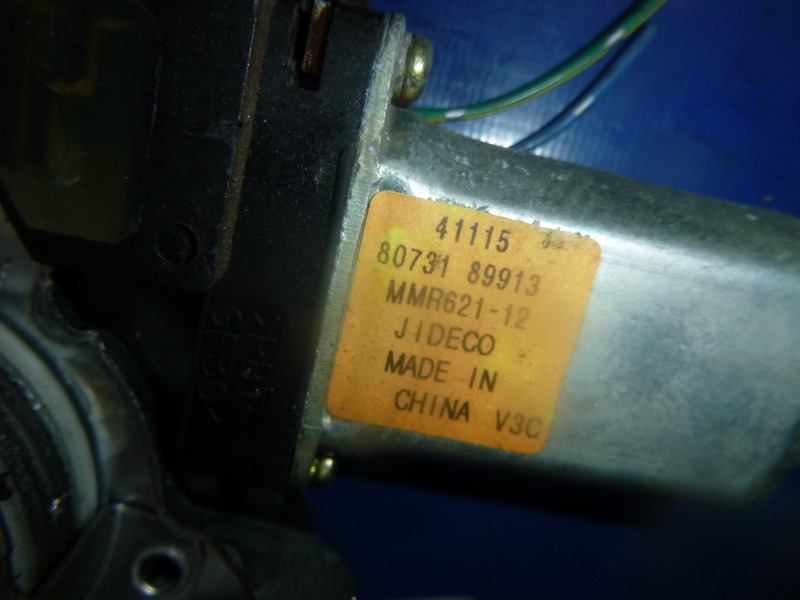 41115
80731 89913
MMR621-12
JIDECO
MADE IN
CHINA V3C